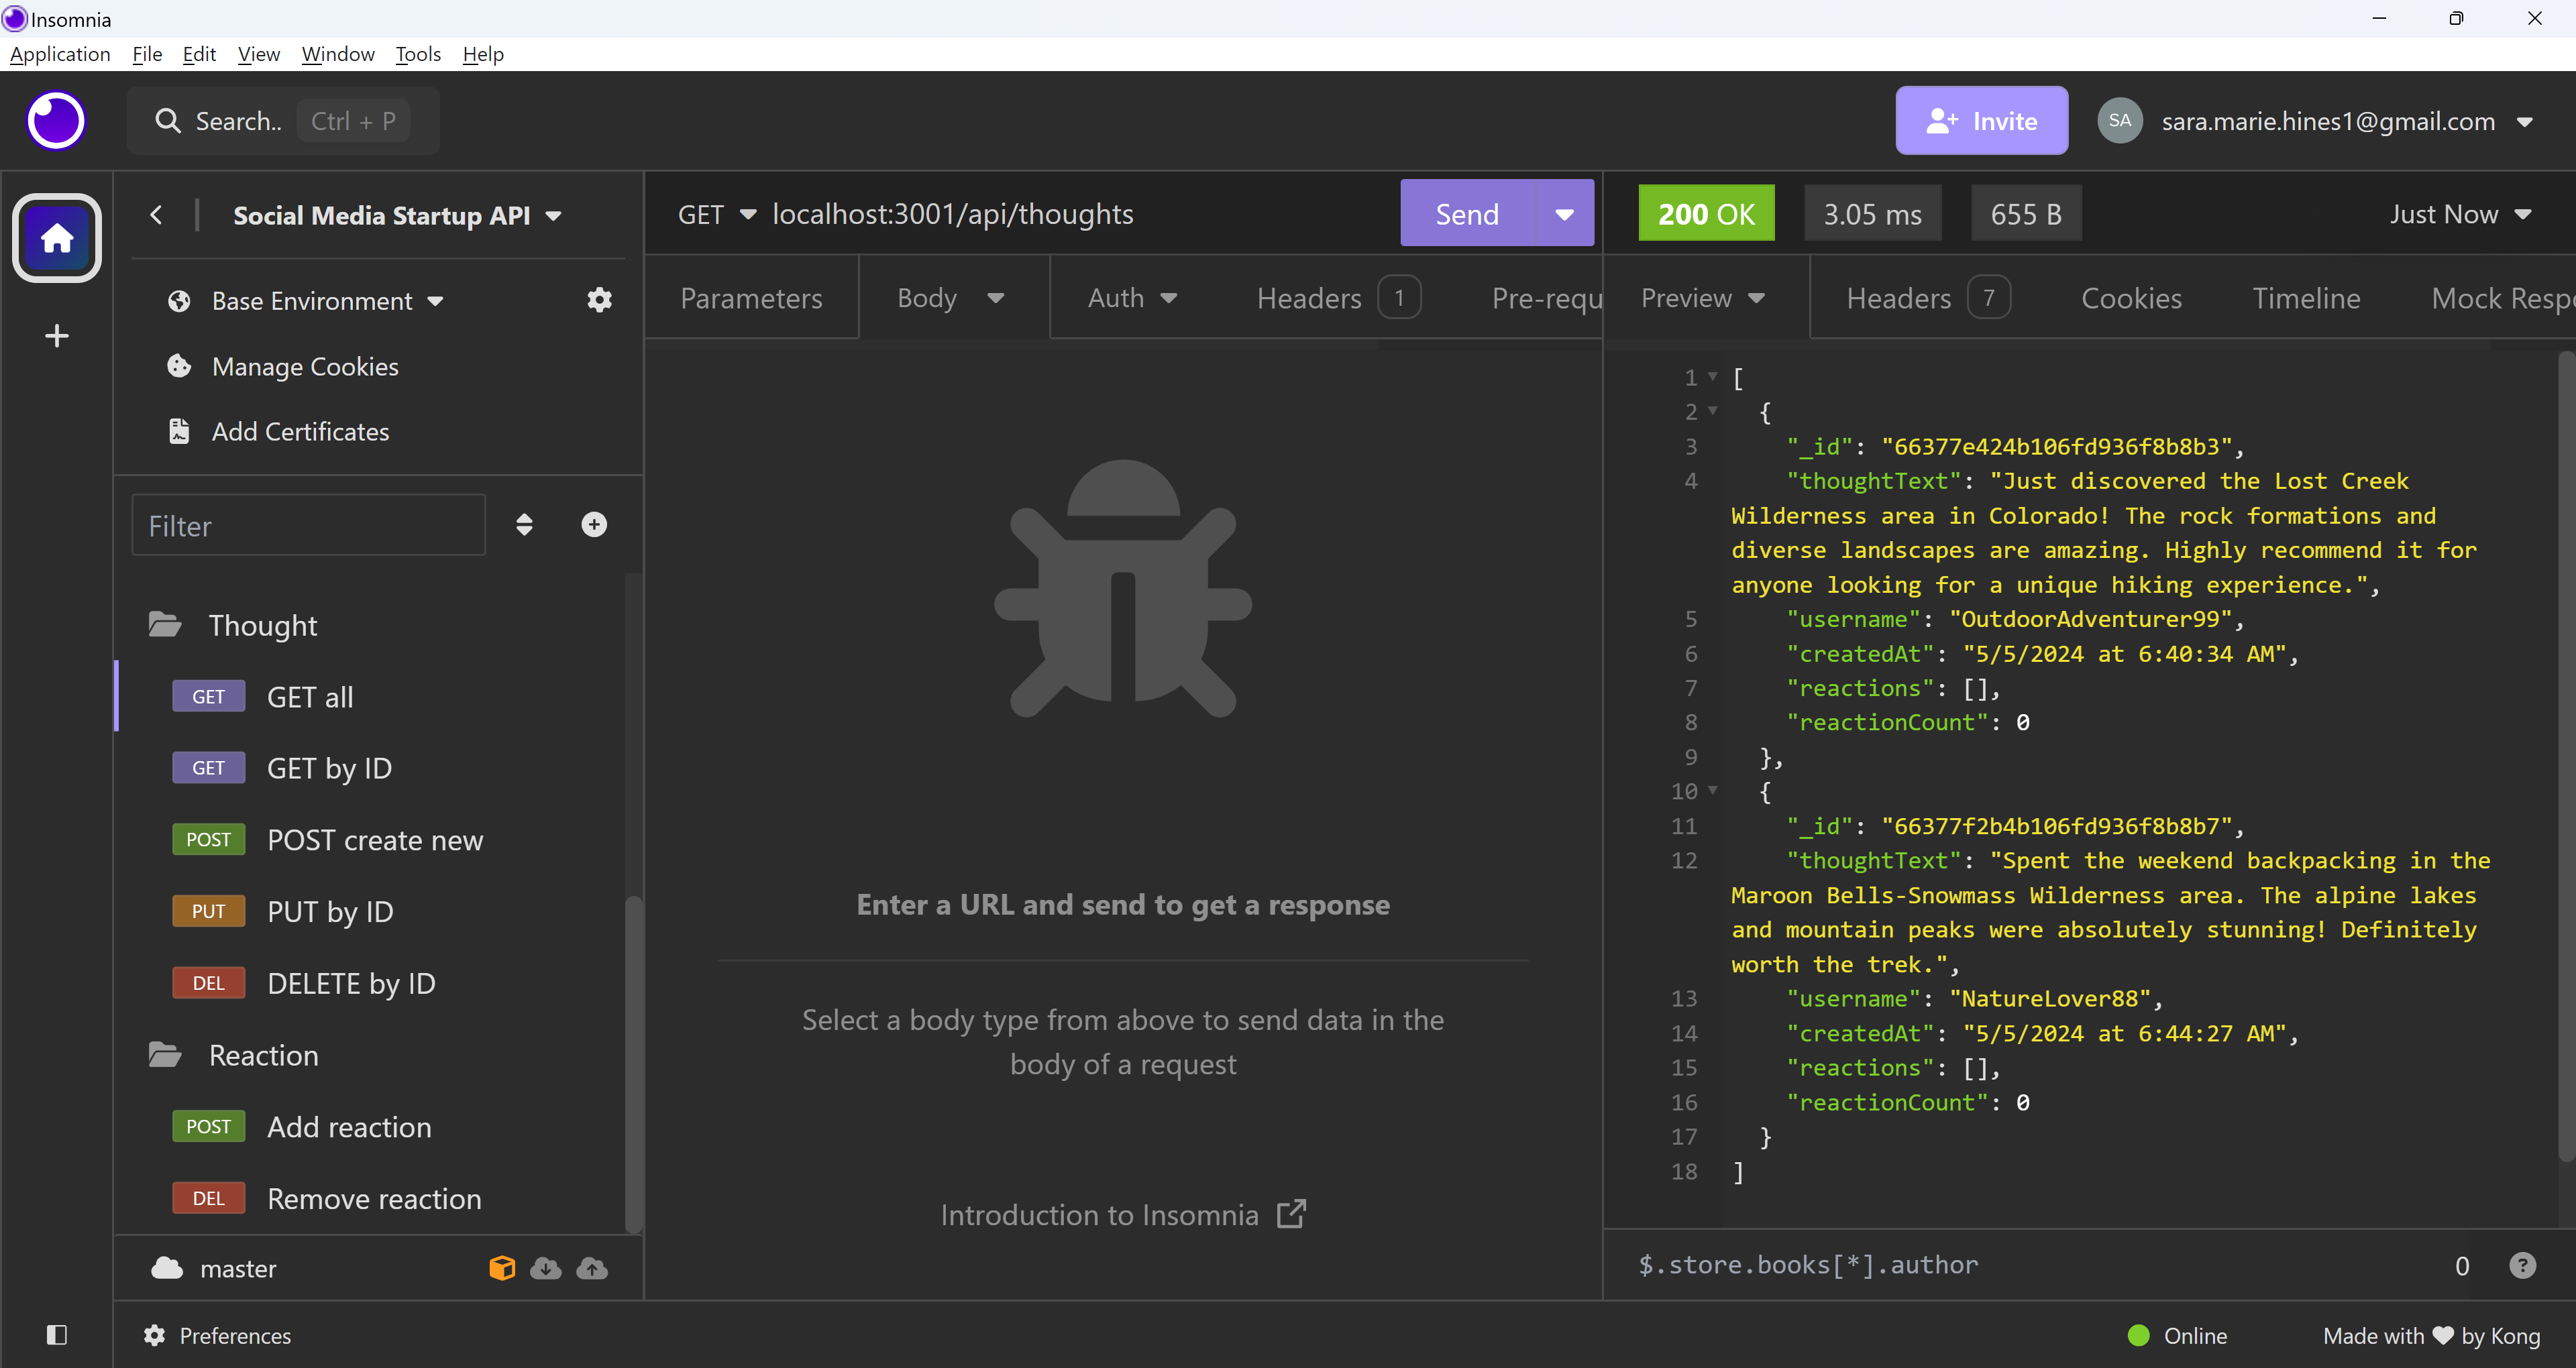 Insomnia
Application File Edit View Window Tools Help
Search.. Ctrl + P
Invite
SA sara.marie.hines1@gmail.com
Social Media Startup API
Base Environment
Manage Cookies
Add Certificates
Filter
Thought
GET GET all
GET GET by ID
POST POST create new
PUT PUT by ID
DEL DELETE by ID
Reaction
POST Add reaction
DEL Remove reaction
master
GET localhost:3001/api/thoughts Send
Parameters Body Auth Headers 1 Pre-requ
Enter a URL and send to get a response
Select a body type from above to send data in the
body of a request
Introduction to Insomnia
200 OK 3.05 ms 655 B Just Now
Preview Headers 7 Cookies Timeline Mock Resp
1 [
2 {
3 "_id": "66377e424b106fd936f8b8b3",
4 "thoughtText": "Just discovered the Lost Creek
Wilderness area in Colorado! The rock formations and
diverse landscapes are amazing. Highly recommend it for
anyone looking for a unique hiking experience.",
5 "username": "OutdoorAdventurer99",
6 "createdAt": "5/5/2024 at 6:40:34 AM",
7 "reactions": [],
8 "reactionCount": 0
9 },
10 {
11 "_id": "66377f2b4b106fd936f8b8b7",
12 "thoughtText": "Spent the weekend backpacking in the
Maroon Bells-Snowmass Wilderness area. The alpine lakes
and mountain peaks were absolutely stunning! Definitely
worth the trek.",
13 "username": "NatureLover88",
14 "createdAt": "5/5/2024 at 6:44:27 AM",
15 "reactions": [],
16 "reactionCount": 0
17 }
18 ]
$.store.books[*].author 0 ?
Preferences
Online Made with by Kong